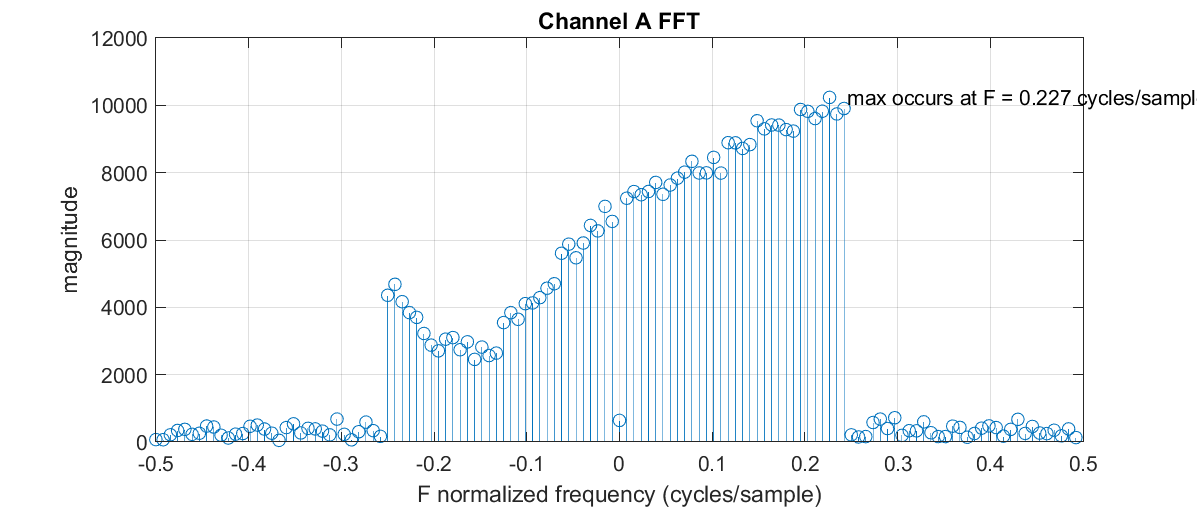 Channel A FFT
12000
10000
8000
6000
4000
2000
0
magnitude
max occurs at F = 0.227 cycles/sampl
-0.5 -0.4 -0.3 -0.2 -0.1 0 0.1 0.2 0.3 0.4 0.5
F normalized frequency (cycles/sample)